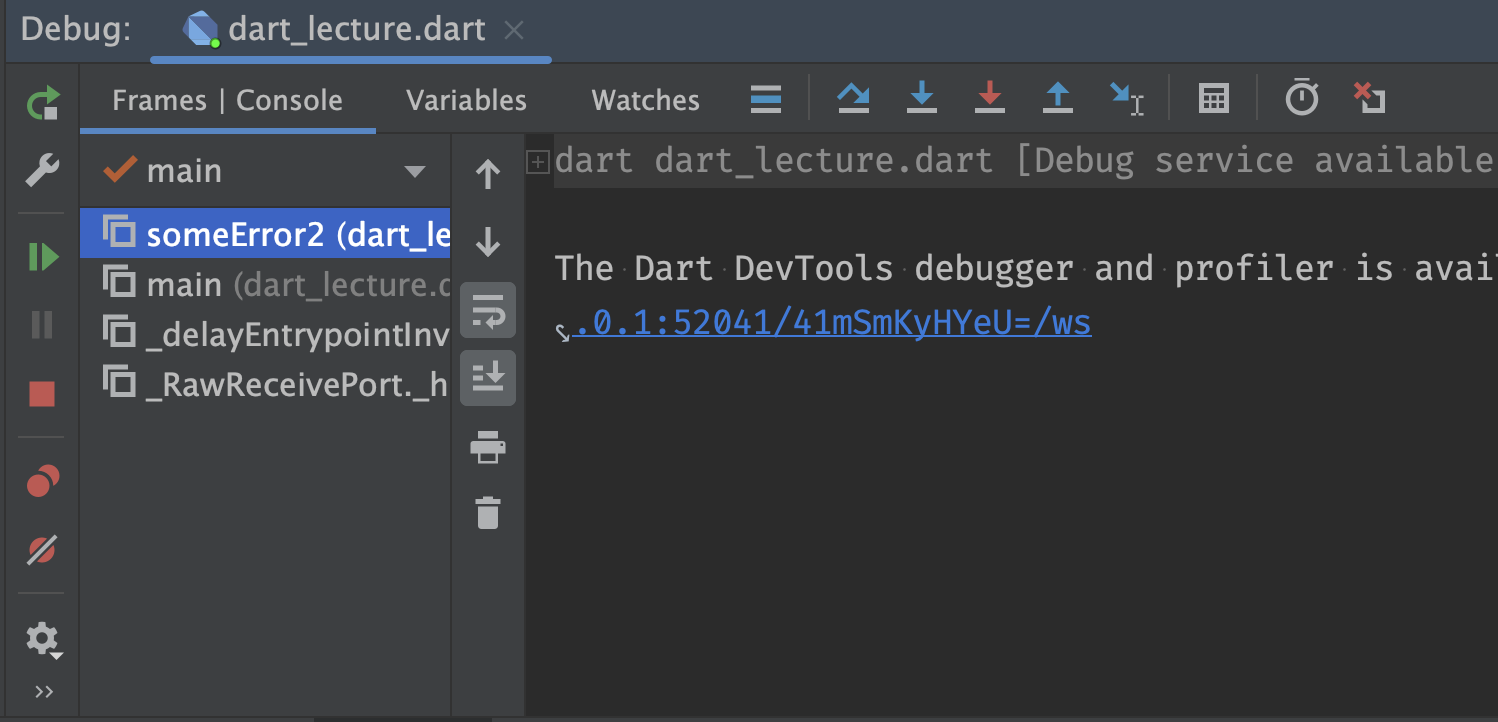 Debug: dart_lecture.dart
Frames | Console Variables Watches
main
someError2 (dart_le
main (dart_lecture.d
_delayEntrypointInv
_RawReceivePort._h
dart dart_lecture.dart [Debug service available
The Dart DevTools debugger and profiler is avail
.0.1:52041/41mSmKyHYeU=/ws